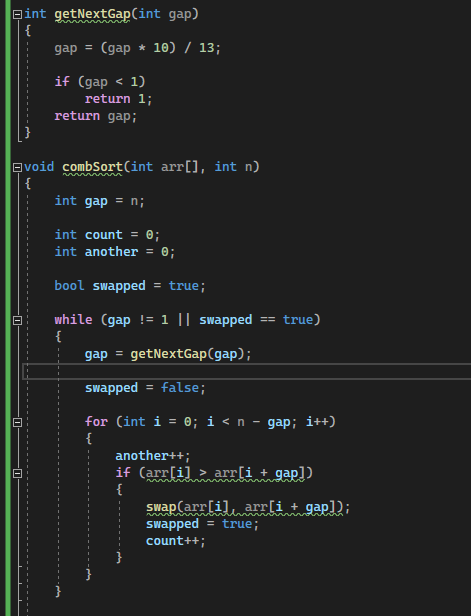 int getNextGap(int gap)
{
gap = (gap * 10) / 13;
if (gap < 1)
return 1;
return gap;
}
void combSort(int arr[], int n)
{
int gap = n;
int count = 0;
int another = 0;
bool swapped = true;
while (gap != 1 || swapped == true)
{
gap = getNextGap(gap);
swapped = false;
for (int i = 0; i < n - gap; i++)
{
another++;
if (arr[i] > arr[i + gap])
{
swap(arr[i], arr[i + gap]);
swapped = true;
count++;
}
}
}